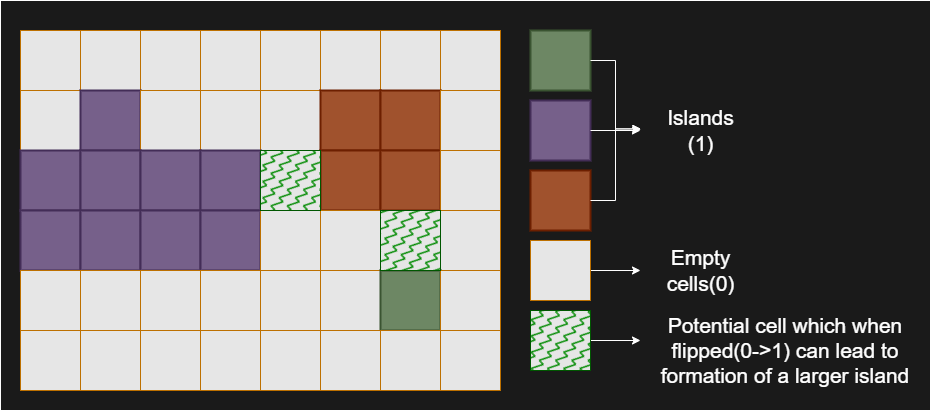 Islands
(1)
Empty
cells(0)
Potential cell which when
flipped(0->1) can lead to
formation of a larger island